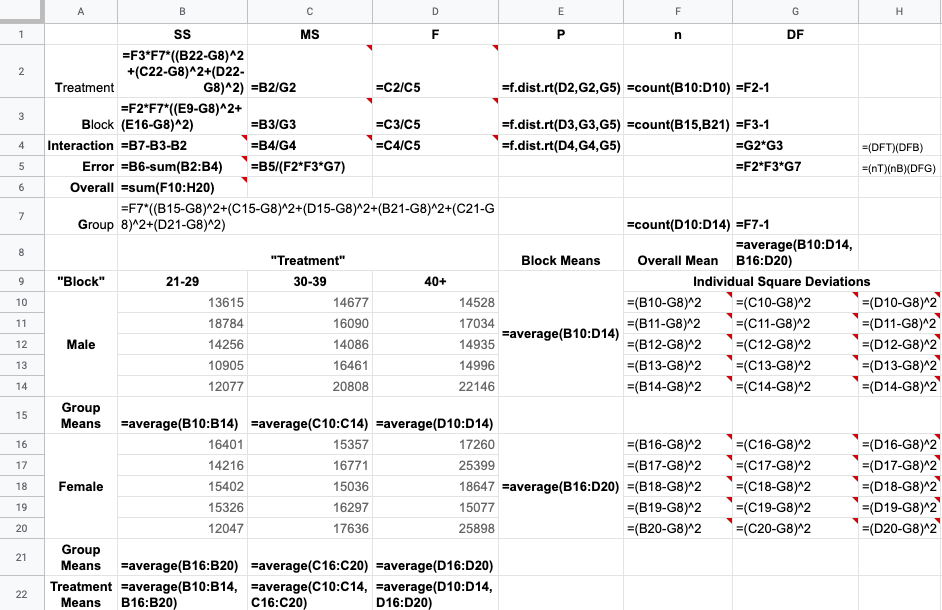 A B C D E F G H
1 SS MS F P n DF
=F3*F7*((B22-G8)^2
+(C22-G8)^2+(D22-
2 Treatment G8)^2) =B2/G2 =C2/C5 =f.dist.rt(D2,G2,G5) =count(B10:D10) =F2-1
=F2*F7*((E9-G8)^2+
3 Block (E16-G8)^2) =B3/G3 =C3/C5 =f.dist.rt(D3,G3,G5) =count(B15,B21) =F3-1
4 Interaction =B7-B3-B2 =B4/G4 =C4/C5 =f.dist.rt(D4,G4,G5) =G2*G3 =(DFT)(DFB)
5 Error =B6-sum(B2:B4) =B5/(F2*F3*G7) =F2*F3*G7 =(nT)(nB)(DFG)
6 Overall =sum(F10:H20)
=F7*((B15-G8)^2+(C15-G8)^2+(D15-G8)^2+(B21-G8)^2+(C21-G
7 Group 8)^2+(D21-G8)^2) =count(D10:D14) =F7-1
=average(B10:D14,
8 "Treatment" Block Means Overall Mean B16:D20)
9 "Block" 21-29 30-39 40+ Individual Square Deviations
10 13615 14677 14528 =(B10-G8)^2 =(C10-G8)^2 =(D10-G8)^2
11 18784 16090 17034 =(B11-G8)^2 =(C11-G8)^2 =(D11-G8)^2
12 Male 14256 14086 14935 =average(B10:D14) =(B12-G8)^2 =(C12-G8)^2 =(D12-G8)^2
13 10905 16461 14996 =(B13-G8)^2 =(C13-G8)^2 =(D13-G8)^2
14 12077 20808 22146 =(B14-G8)^2 =(C14-G8)^2 =(D14-G8)^2
Group
15 Means =average(B10:B14) =average(C10:C14) =average(D10:D14)
16 16401 15357 17260 =(B16-G8)^2 =(C16-G8)^2 =(D16-G8)^2
17 14216 16771 25399 =(B17-G8)^2 =(C17-G8)^2 =(D17-G8)^2
18 Female 15402 15036 18647 =average(B16:D20) =(B18-G8)^2 =(C18-G8)^2 =(D18-G8)^2
19 15326 16297 15077 =(B19-G8)^2 =(C19-G8)^2 =(D19-G8)^2
20 12047 17636 25898 =(B20-G8)^2 =(C20-G8)^2 =(D20-G8)^2
Group
21 Means =average(B16:B20) =average(C16:C20) =average(D16:D20)
Treatment =average(B10:B14, =average(C10:C14, =average(D10:D14,
22 Means B16:B20) C16:C20) D16:D20)